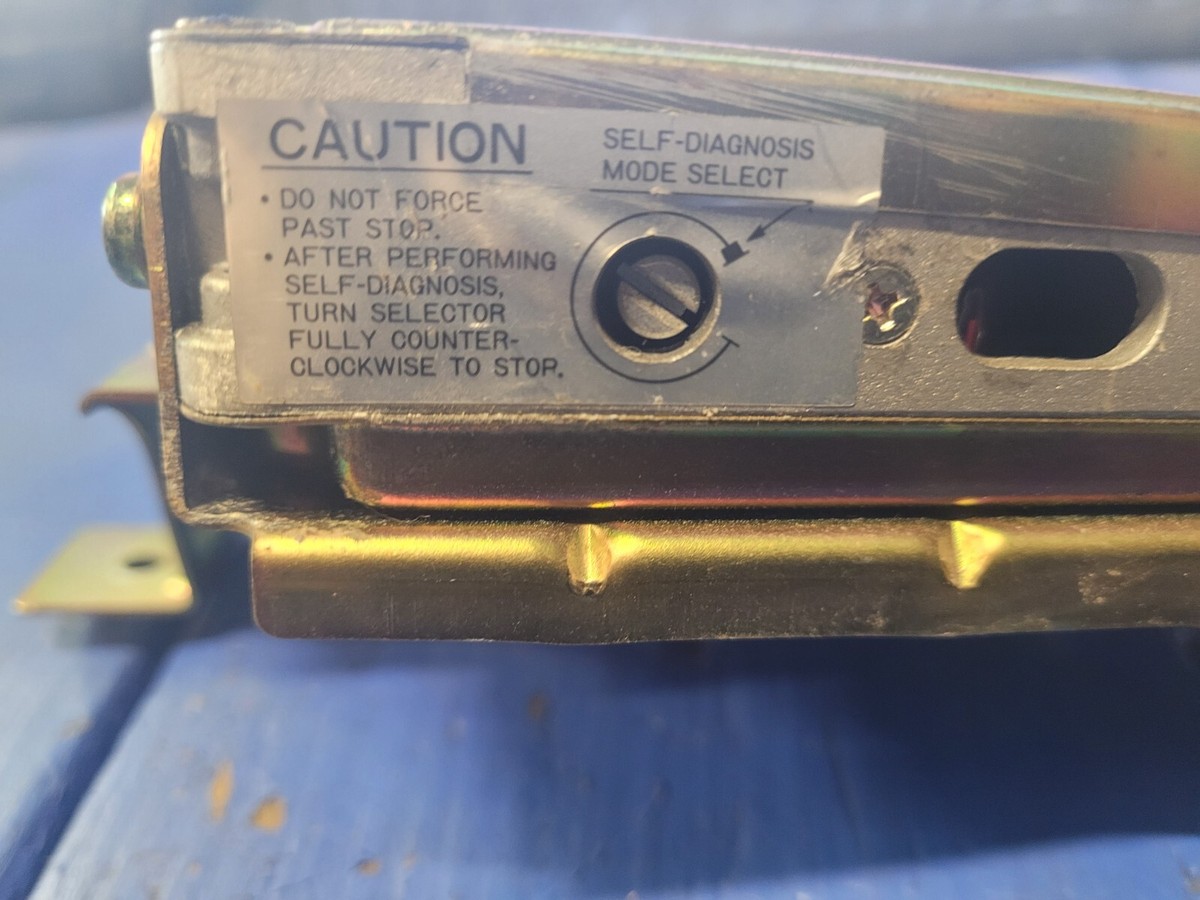 CAUTION
• DO NOT FORCE
PAST STOP.
• AFTER PERFORMING
SELF-DIAGNOSIS,
TURN SELECTOR
FULLY COUNTER-
CLOCKWISE TO STOP.
SELF-DIAGNOSIS
MODE SELECT